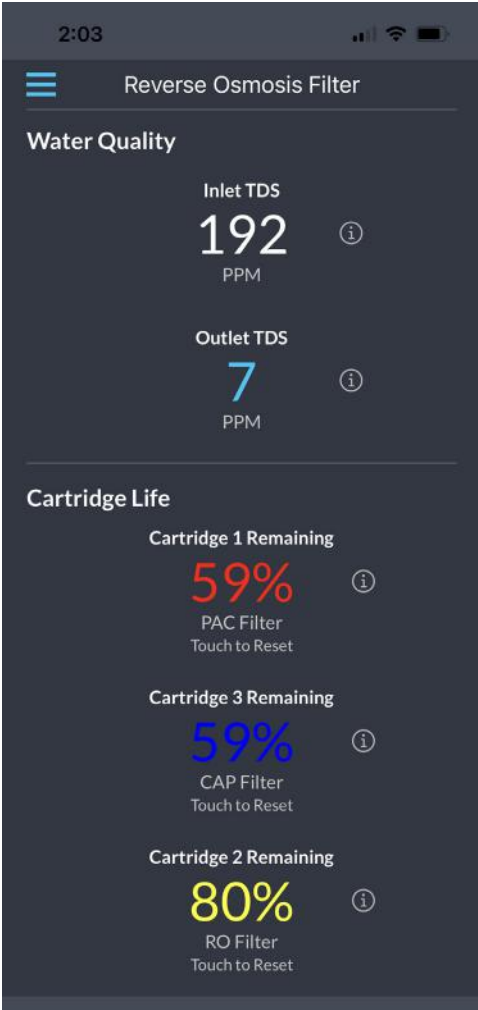 2:03
Reverse Osmosis Filter
Water Quality
Inlet TDS
192
PPM
Outlet TDS
7
PPM
Cartridge Life
Cartridge 1 Remaining
59%
PAC Filter
Touch to Reset
Cartridge 3 Remaining
59%
CAP Filter
Touch to Reset
Cartridge 2 Remaining
80%
RO Filter
Touch to Reset